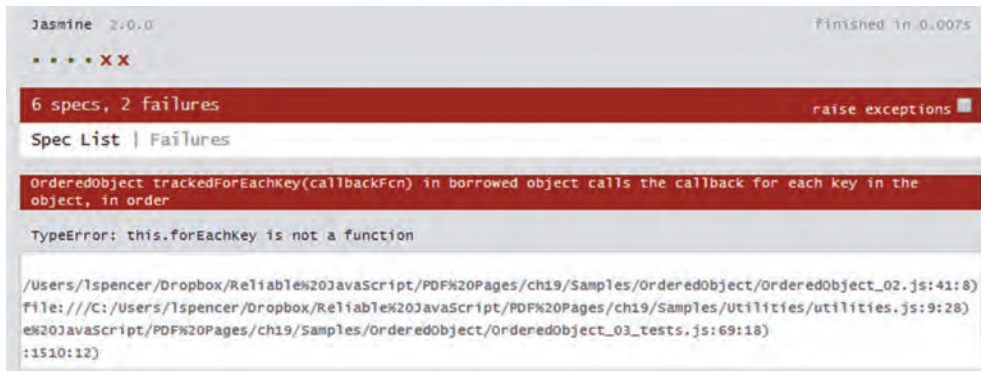 Jasmine 2.0.0
finished in 0.007s
• • • • x x
6 specs, 2 failures
raise exceptions
Spec List | Failures
OrderedObject trackedForEachKey(callbackFcn) in borrowed object calls the callback for each key in the
object, in order
TypeError: this.forEachKey is not a function
/Users/lspencer/Dropbox/Reliable%20JavaScript/PDF%20Pages/ch19/Samples/OrderedObject/OrderedObject_02.js:41:8)
file:///C:/Users/lspencer/Dropbox/Reliable%20JavaScript/PDF%20Pages/ch19/Samples/Utilities/utilities.js:9:28)
e%20JavaScript/PDF%20Pages/ch19/Samples/OrderedObject/OrderedObject_03_tests.js:69:18)
:1510:12)